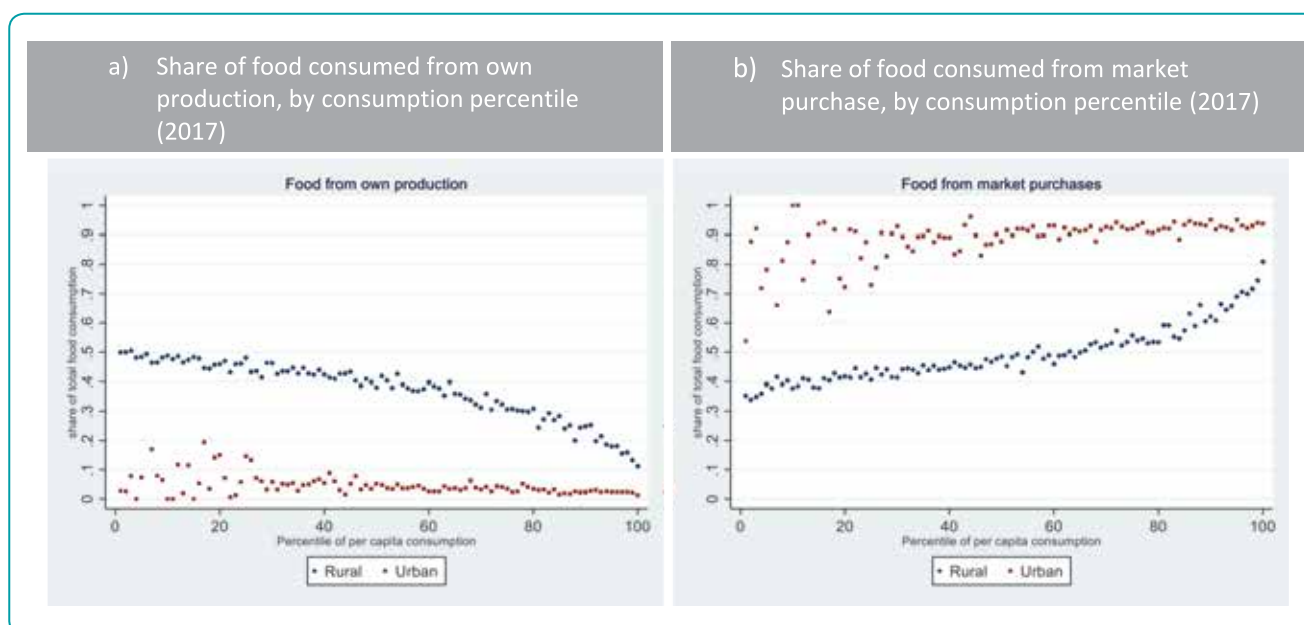 a) Share of food consumed from own
production, by consumption percentile
(2017)
b) Share of food consumed from market
purchase, by consumption percentile (2017)
Food from own production
share of total food consumption
1
.9
.8
.7
.6
.5
.4
.3
.2
.1
0
0 20 40 60 80 100
Percentile of per capita consumption
Rural Urban
Food from market purchases
share of total food consumption
1
.9
.8
.7
.6
.5
.4
.3
.2
.1
0
0 20 40 60 80 100
Percentile of per capita consumption
Rural Urban